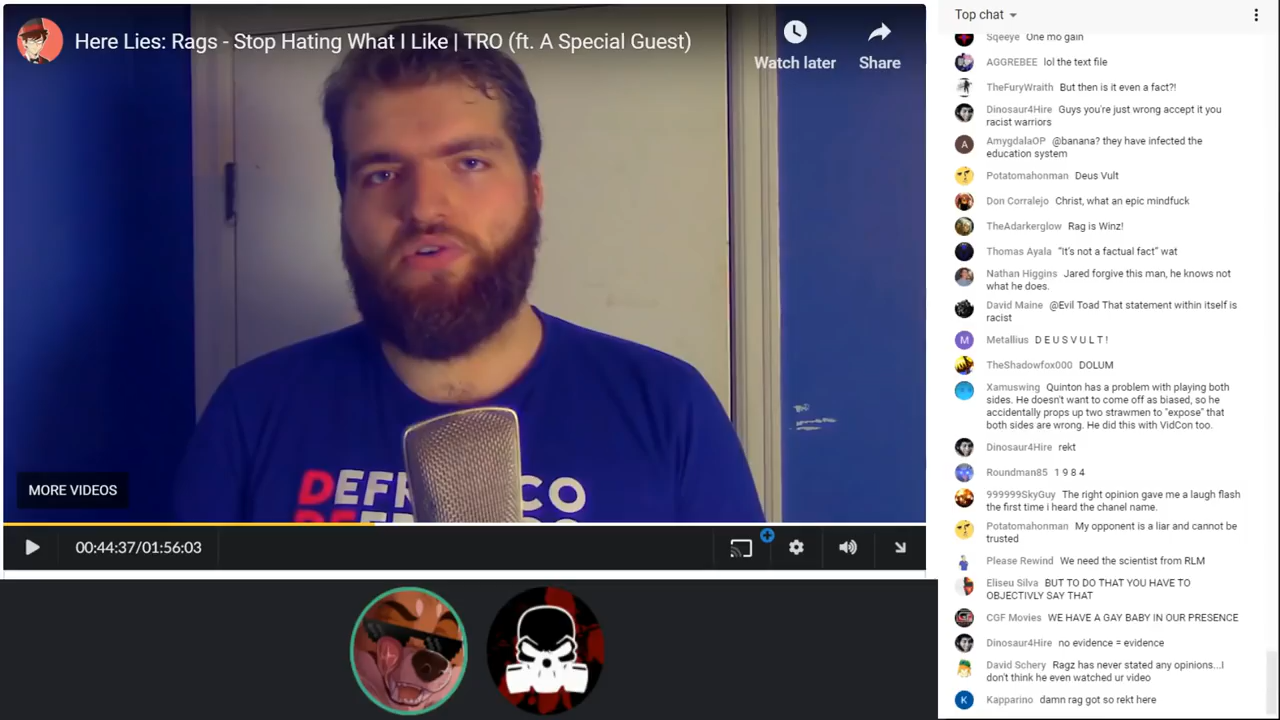 Here Lies: Rags - Stop Hating What I Like | TRO (ft. A Special Guest)
Watch later
Share
DEFR CO
MORE VIDEOS
00:44:37/01:56:03
Top chat
Sqeeye One mo gain
AGGREBEE lol the text file
TheFuryWraith But then is it even a fact?!
Dinosaur4Hire Guys you're just wrong accept it you
racist warriors
A
AmygdalaOP @banana? they have infected the
education system
Potatomahonman Deus Vult
Don Corralejo Christ, what an epic mindfuck
TheAdarkerglow Rag is Winz!
Thomas Ayala "It's not a factual fact" wat
Nathan Higgins Jared forgive this man, he knows not
what he does.
David Maine @Evil Toad That statement within itself is
racist
M
Metallius D E U S V U L T !
TheShadowfox000 DOLUM
Xamuswing Quinton has a problem with playing both
sides. He doesn't want to come off as biased, so he
accidentally props up two strawmen to "expose" that
both sides are wrong. He did this with VidCon too.
Dinosaur4Hire rekt
Roundman85 1 9 8 4
999999SkyGuy The right opinion gave me a laugh flash
the first time i heard the chanel name.
Potatomahonman My opponent is a liar and cannot be
trusted
Please Rewind We need the scientist from RLM
Eliseu Silva BUT TO DO THAT YOU HAVE TO
OBJECTIVLY SAY THAT
CGF Movies WE HAVE A GAY BABY IN OUR PRESENCE
Dinosaur4Hire no evidence = evidence
David Schery Ragz has never stated any opinions...I
don't think he even watched ur video
K
Kapparino damn rag got so rekt here